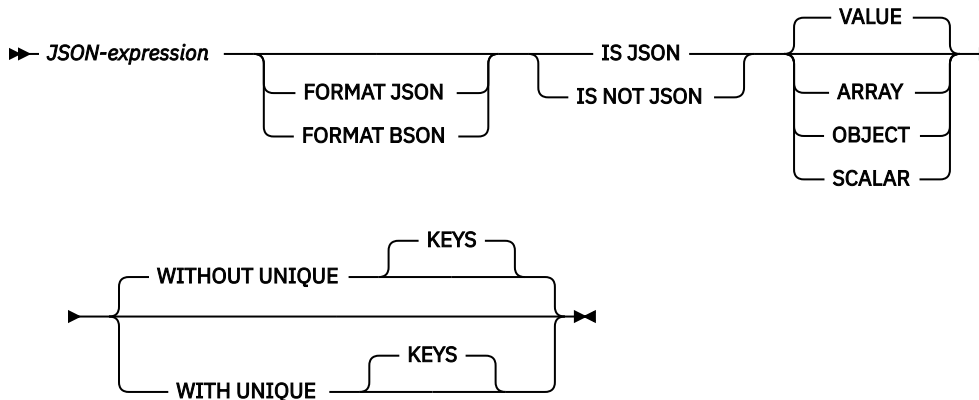 VALUE
JSON-expression IS JSON
FORMAT JSON IS NOT JSON ARRAY
FORMAT BSON OBJECT
SCALAR
KEYS
WITHOUT UNIQUE
KEYS
WITH UNIQUE